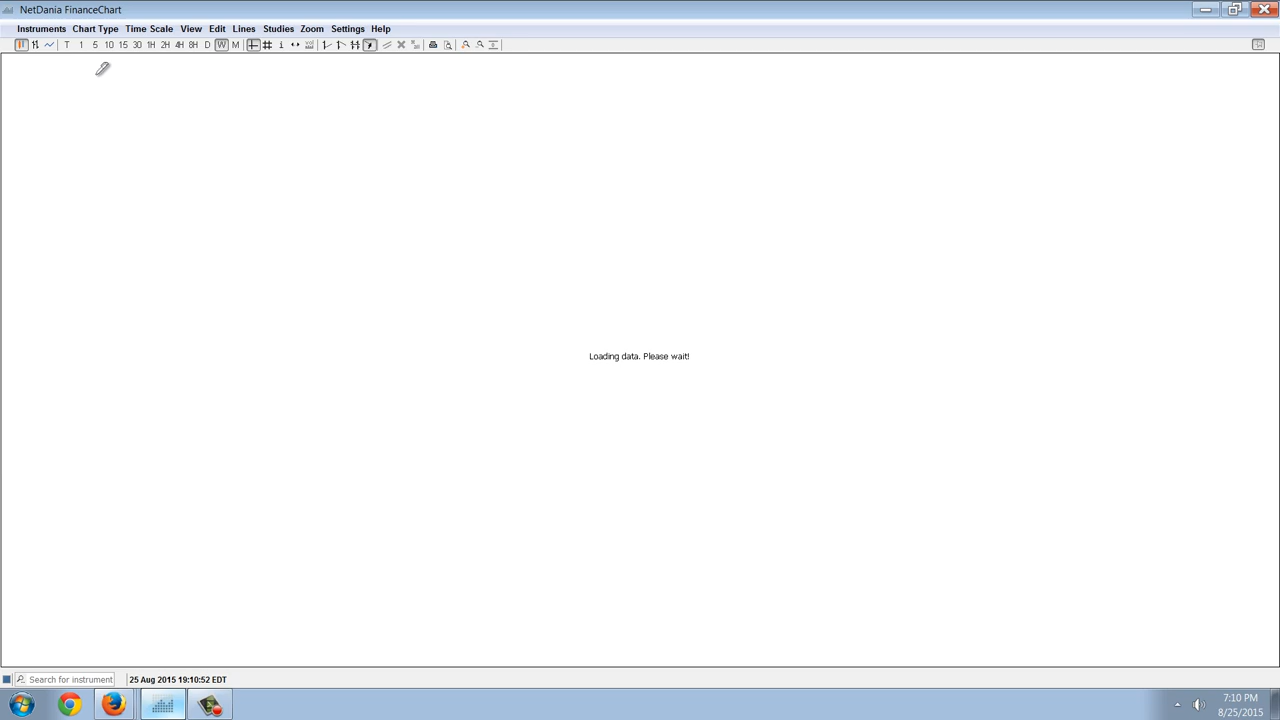 NetDania FinanceChart
Instruments Chart Type Time Scale View Edit Lines Studies Zoom Settings Help
T 1 5 10 15 30 1H 2H 4H 8H D W M
Loading data. Please wait!
Search for instrument 25 Aug 2015 19:10:52 EDT
7:10 PM
8/25/2015